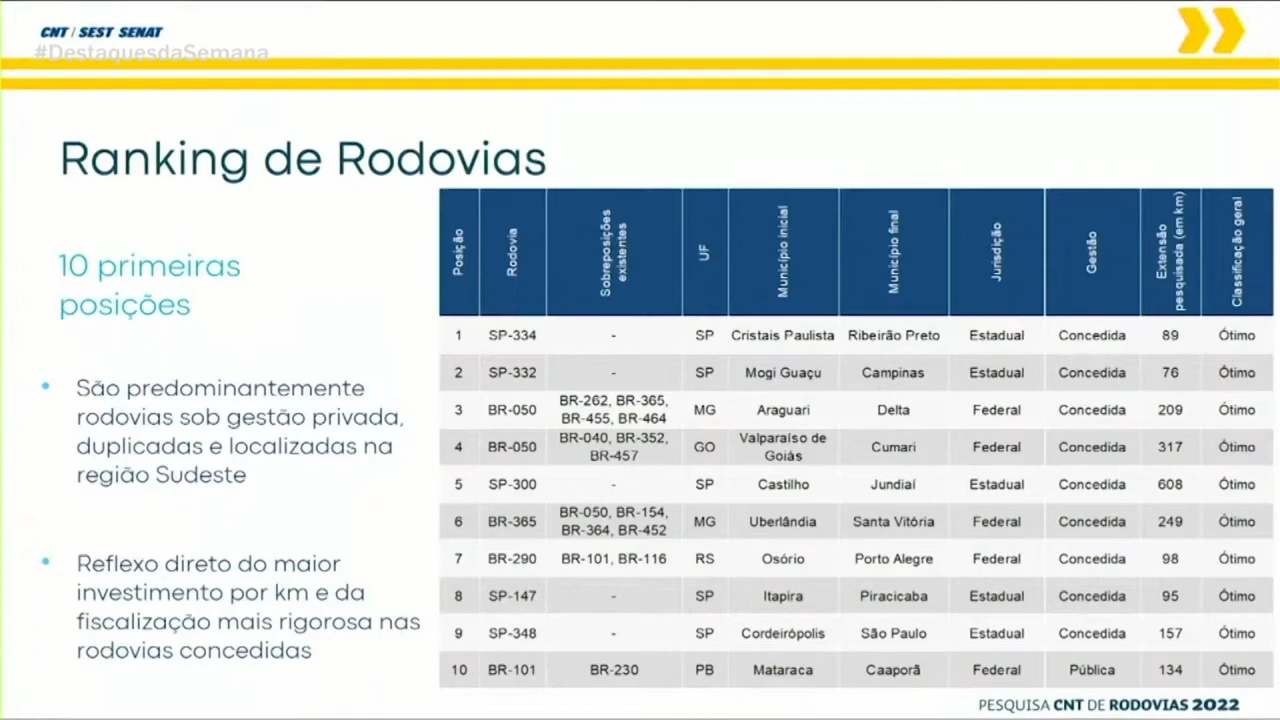 CNT / SEST SENAT
#DestaquesdaSemana
Ranking de Rodovias
10 primeiras
posições
• São predominantemente
rodovias sob gestão privada,
duplicadas e localizadas na
região Sudeste
• Reflexo direto do maior
investimento por km e da
fiscalização mais rigorosa nas
rodovias concedidas
Posição Rodovia Sobreposições existentes UF Município inicial Município final Jurisdição Gestão Extensão pesquisada (em km) Classificação geral
1 SP-334 - SP Cristais Paulista Ribeirão Preto Estadual Concedida 89 Ótimo
2 SP-332 - SP Mogi Guaçu Campinas Estadual Concedida 76 Ótimo
3 BR-050 BR-262, BR-365, BR-455, BR-464 MG Araguari Delta Federal Concedida 209 Ótimo
4 BR-050 BR-040, BR-352, BR-457 GO Valparaíso de Goiás Cumari Federal Concedida 317 Ótimo
5 SP-300 - SP Castilho Jundiaí Estadual Concedida 608 Ótimo
6 BR-365 BR-050, BR-154, BR-364, BR-452 MG Uberlândia Santa Vitória Federal Concedida 249 Ótimo
7 BR-290 BR-101, BR-116 RS Osório Porto Alegre Federal Concedida 98 Ótimo
8 SP-147 - SP Itapira Piracicaba Estadual Concedida 95 Ótimo
9 SP-348 - SP Cordeirópolis São Paulo Estadual Concedida 157 Ótimo
10 BR-101 BR-230 PB Mataraca Caaporã Federal Pública 134 Ótimo
PESQUISA CNT DE RODOVIAS 2022